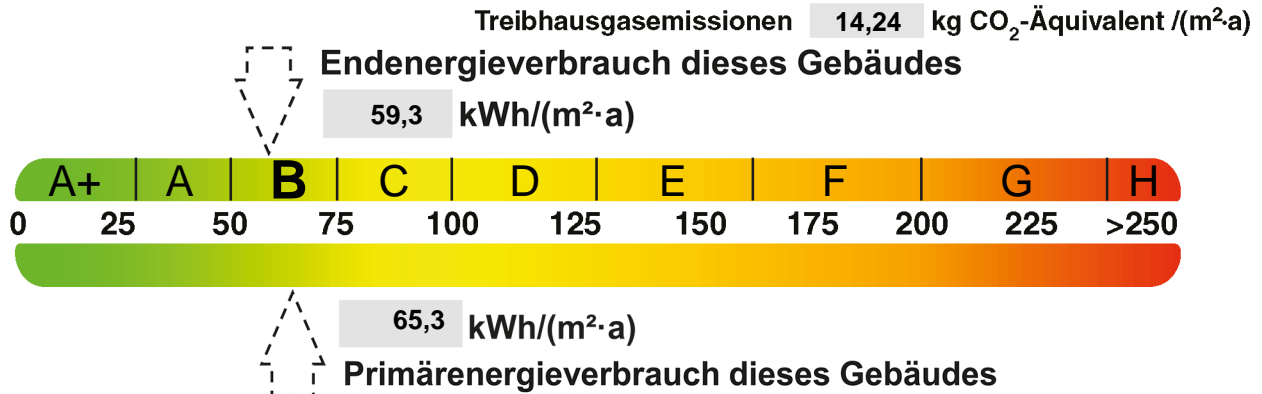 Treibhausgasemissionen 14,24 kg CO₂-Äquivalent /(m²·a)
Endenergieverbrauch dieses Gebäudes
59,3 kWh/(m²·a)
A+ A B C D E F G H
0 25 50 75 100 125 150 175 200 225 >250
65,3 kWh/(m²·a)
Primärenergieverbrauch dieses Gebäudes